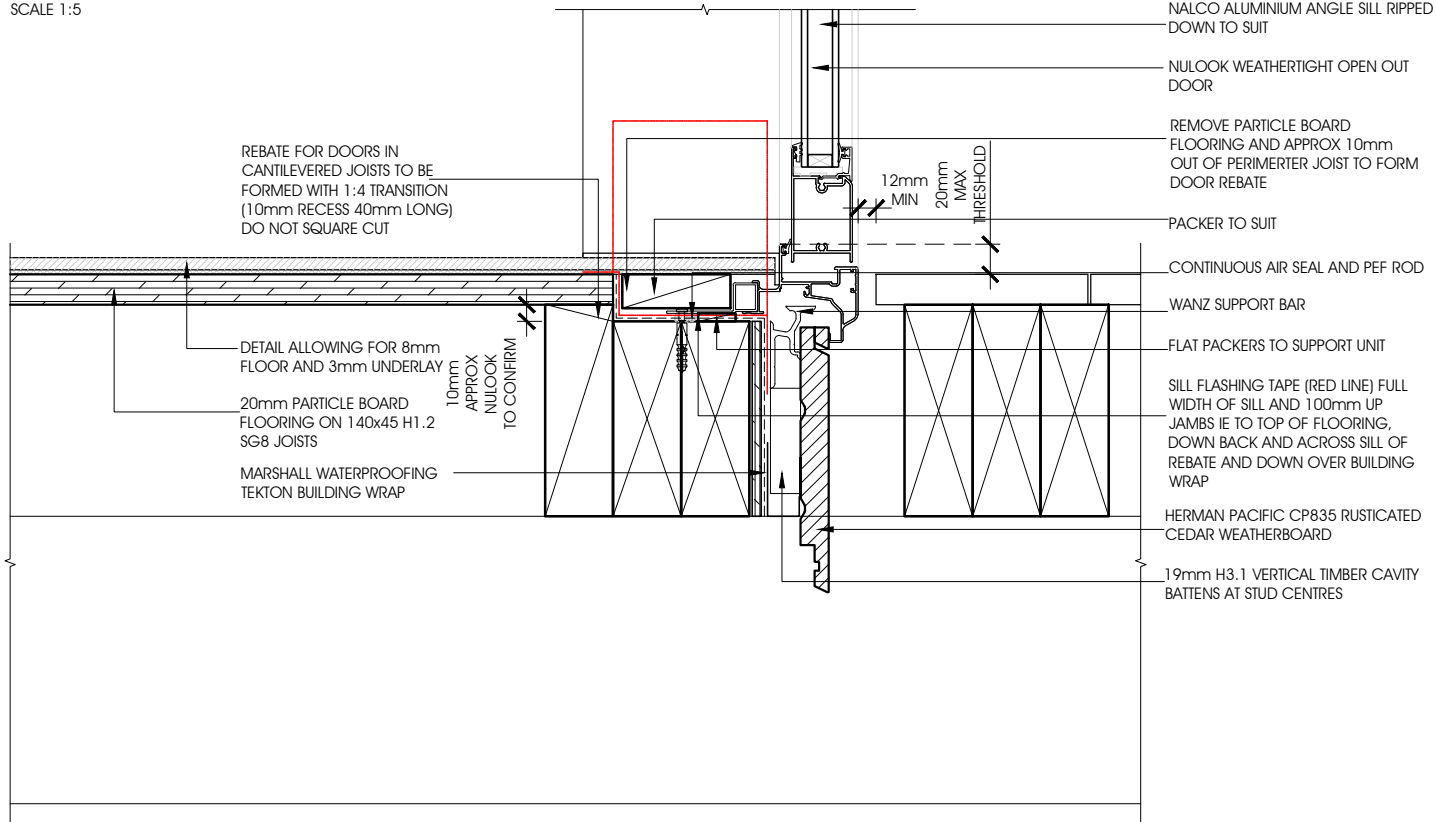 SCALE 1:5
NALCO ALUMINIUM ANGLE SILL RIPPED
DOWN TO SUIT
NULOOK WEATHERTIGHT OPEN OUT
DOOR
REMOVE PARTICLE BOARD
FLOORING AND APPROX 10mm
OUT OF PERIMERTER JOIST TO FORM
DOOR REBATE
PACKER TO SUIT
CONTINUOUS AIR SEAL AND PEF ROD
WANZ SUPPORT BAR
FLAT PACKERS TO SUPPORT UNIT
SILL FLASHING TAPE (RED LINE) FULL
WIDTH OF SILL AND 100mm UP
JAMBS IE TO TOP OF FLOORING,
DOWN BACK AND ACROSS SILL OF
REBATE AND DOWN OVER BUILDING
WRAP
HERMAN PACIFIC CP835 RUSTICATED
CEDAR WEATHERBOARD
19mm H3.1 VERTICAL TIMBER CAVITY
BATTENS AT STUD CENTRES
REBATE FOR DOORS IN
CANTILEVERED JOISTS TO BE
FORMED WITH 1:4 TRANSITION
(10mm RECESS 40mm LONG)
DO NOT SQUARE CUT
12mm
MIN
20mm
MAX
THRESHOLD
DETAIL ALLOWING FOR 8mm
FLOOR AND 3mm UNDERLAY
20mm PARTICLE BOARD
FLOORING ON 140x45 H1.2
SG8 JOISTS
MARSHALL WATERPROOFING
TEKTON BUILDING WRAP
10mm
APPROX
NULOOK
TO CONFIRM